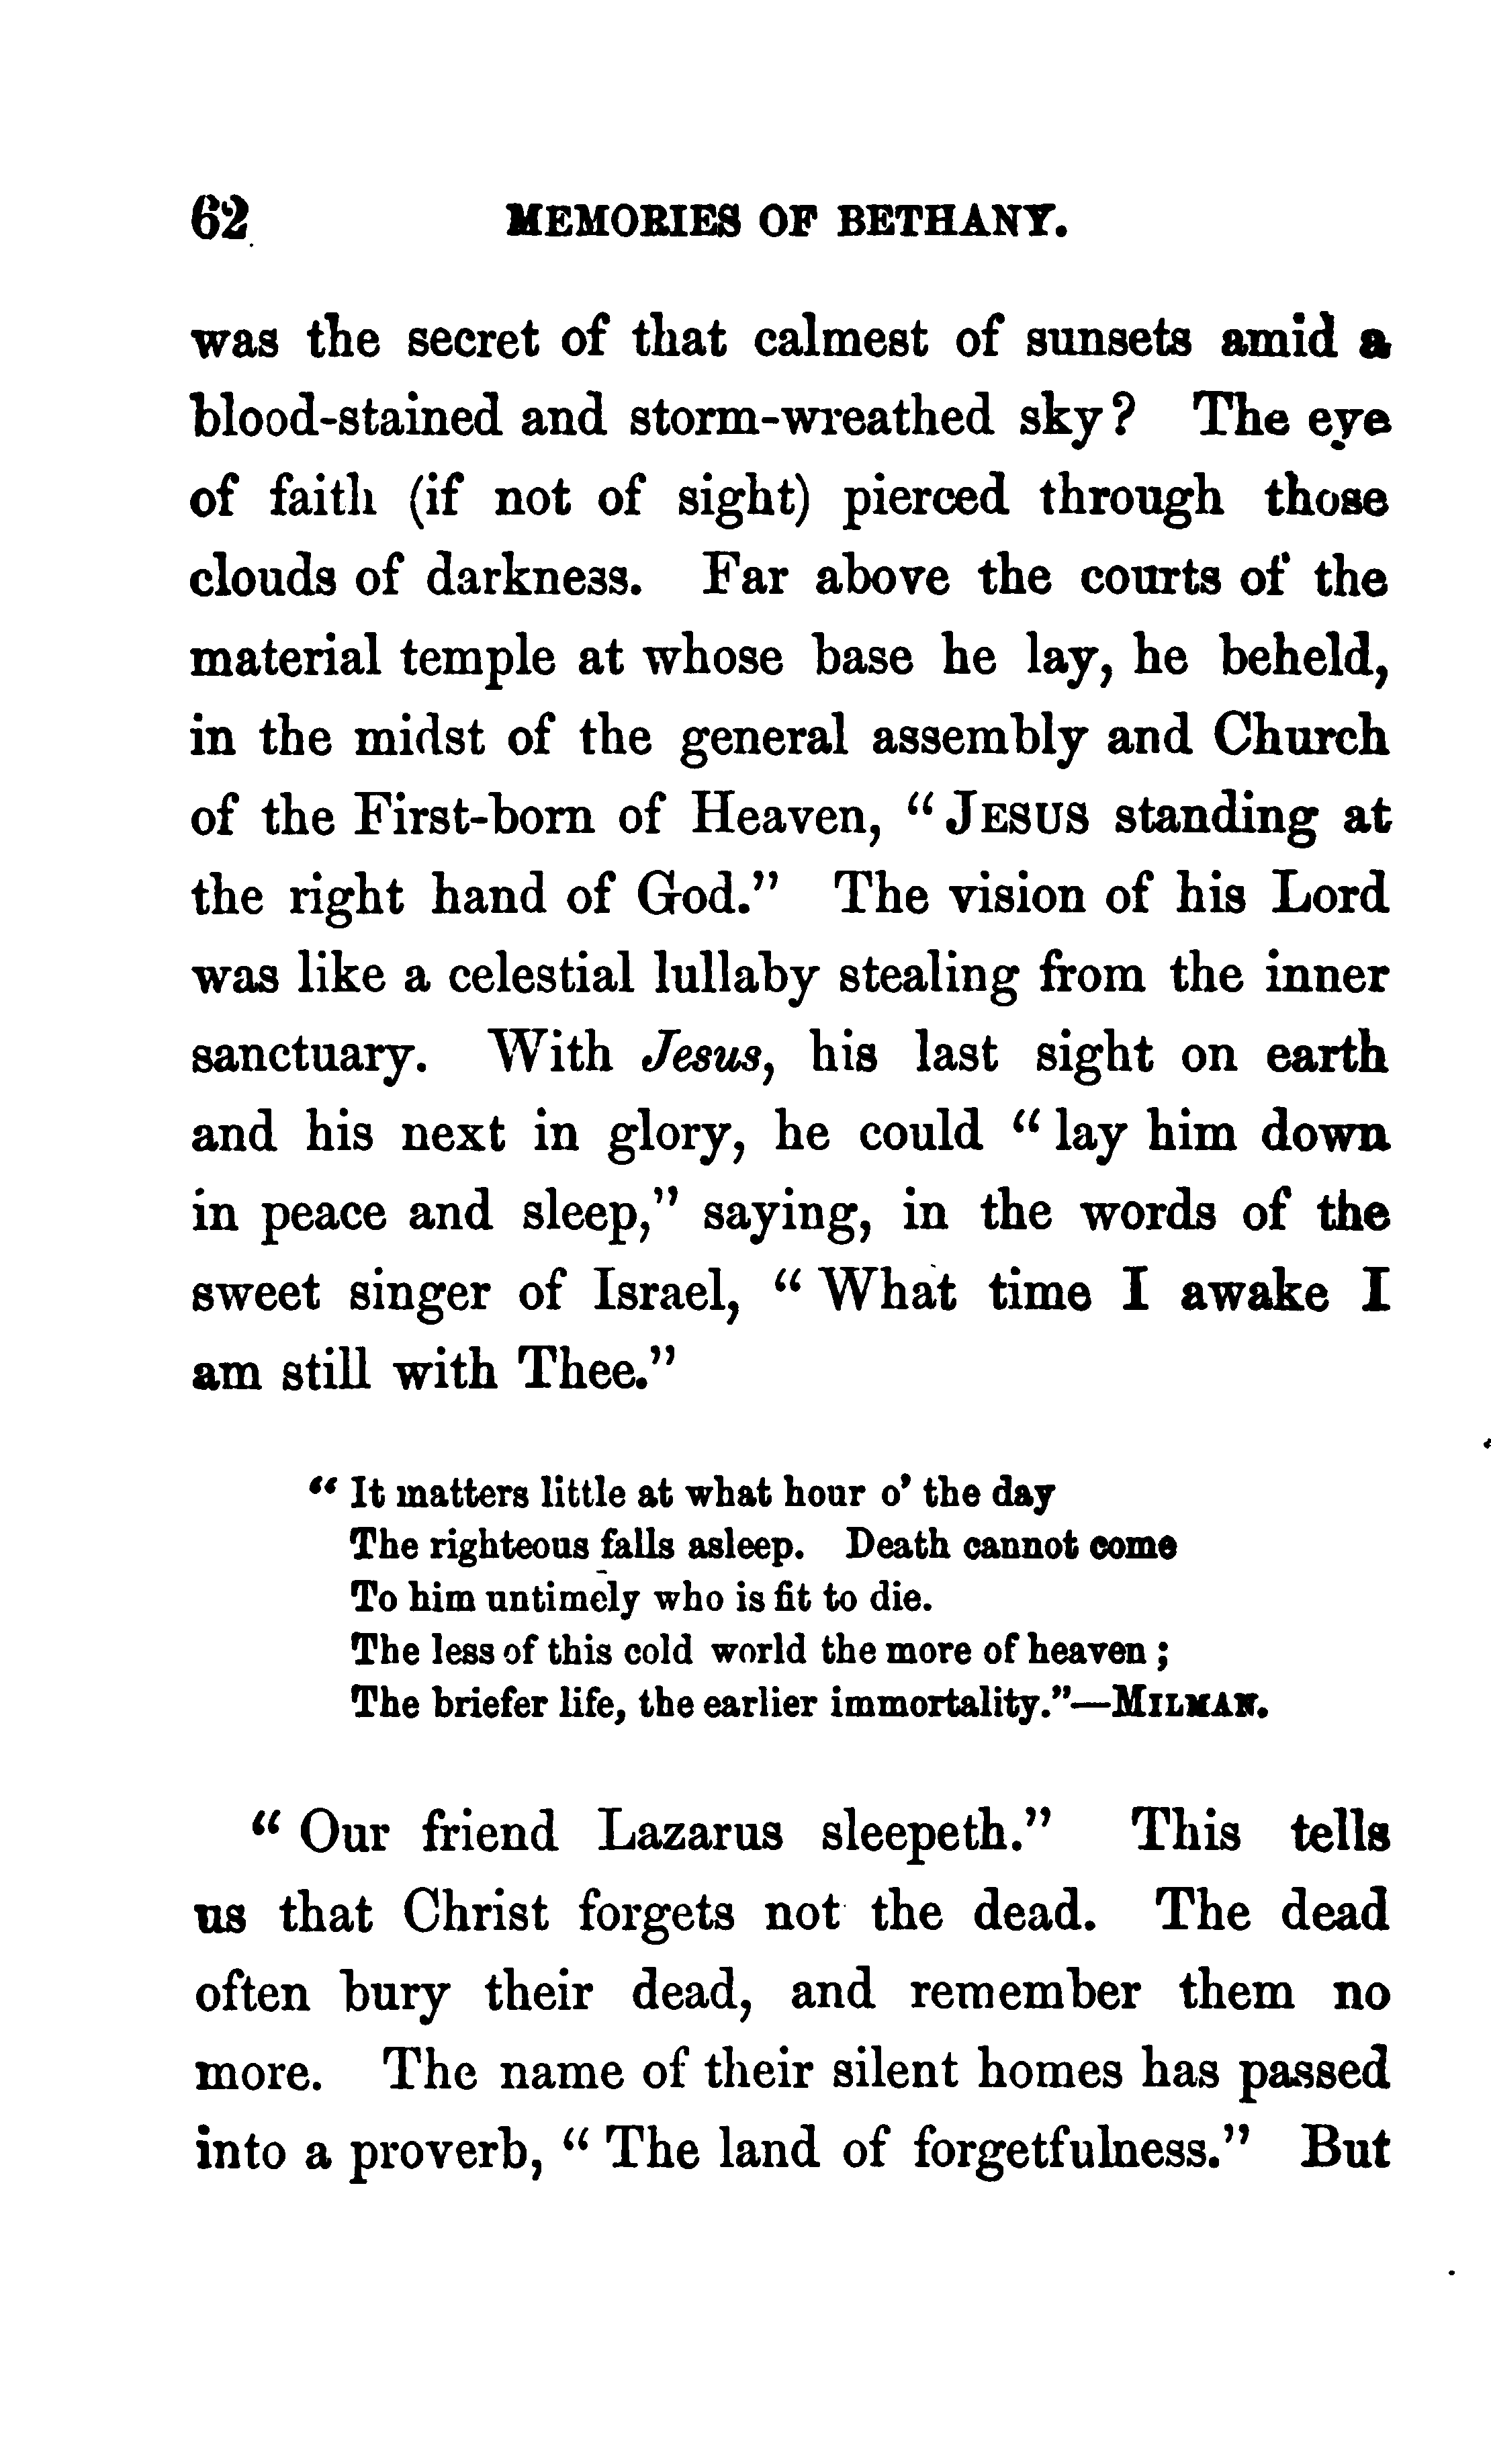 62 MEMORIES OF BETHANY.
was the secret of that calmest of sunsets amid a
blood-stained and storm-wreathed sky? The eye
of faith (if not of sight) pierced through those
clouds of darkness. Far above the courts of the
material temple at whose base he lay, he beheld,
in the midst of the general assembly and Church
of the First-born of Heaven, "JESUS standing at
the right hand of God." The vision of his Lord
was like a celestial lullaby stealing from the inner
sanctuary. With Jesus, his last sight on earth
and his next in glory, he could "lay him down
in peace and sleep," saying, in the words of the
sweet singer of Israel, "What time I awake I
am still with Thee."
"It matters little at what hour o' the day
The righteous falls asleep. Death cannot come
To him untimely who is fit to die.
The less of this cold world the more of heaven;
The briefer life, the earlier immortality."—MILMAN.
"Our friend Lazarus sleepeth." This tells
us that Christ forgets not the dead. The dead
often bury their dead, and remember them no
more. The name of their silent homes has passed
into a proverb, "The land of forgetfulness." But